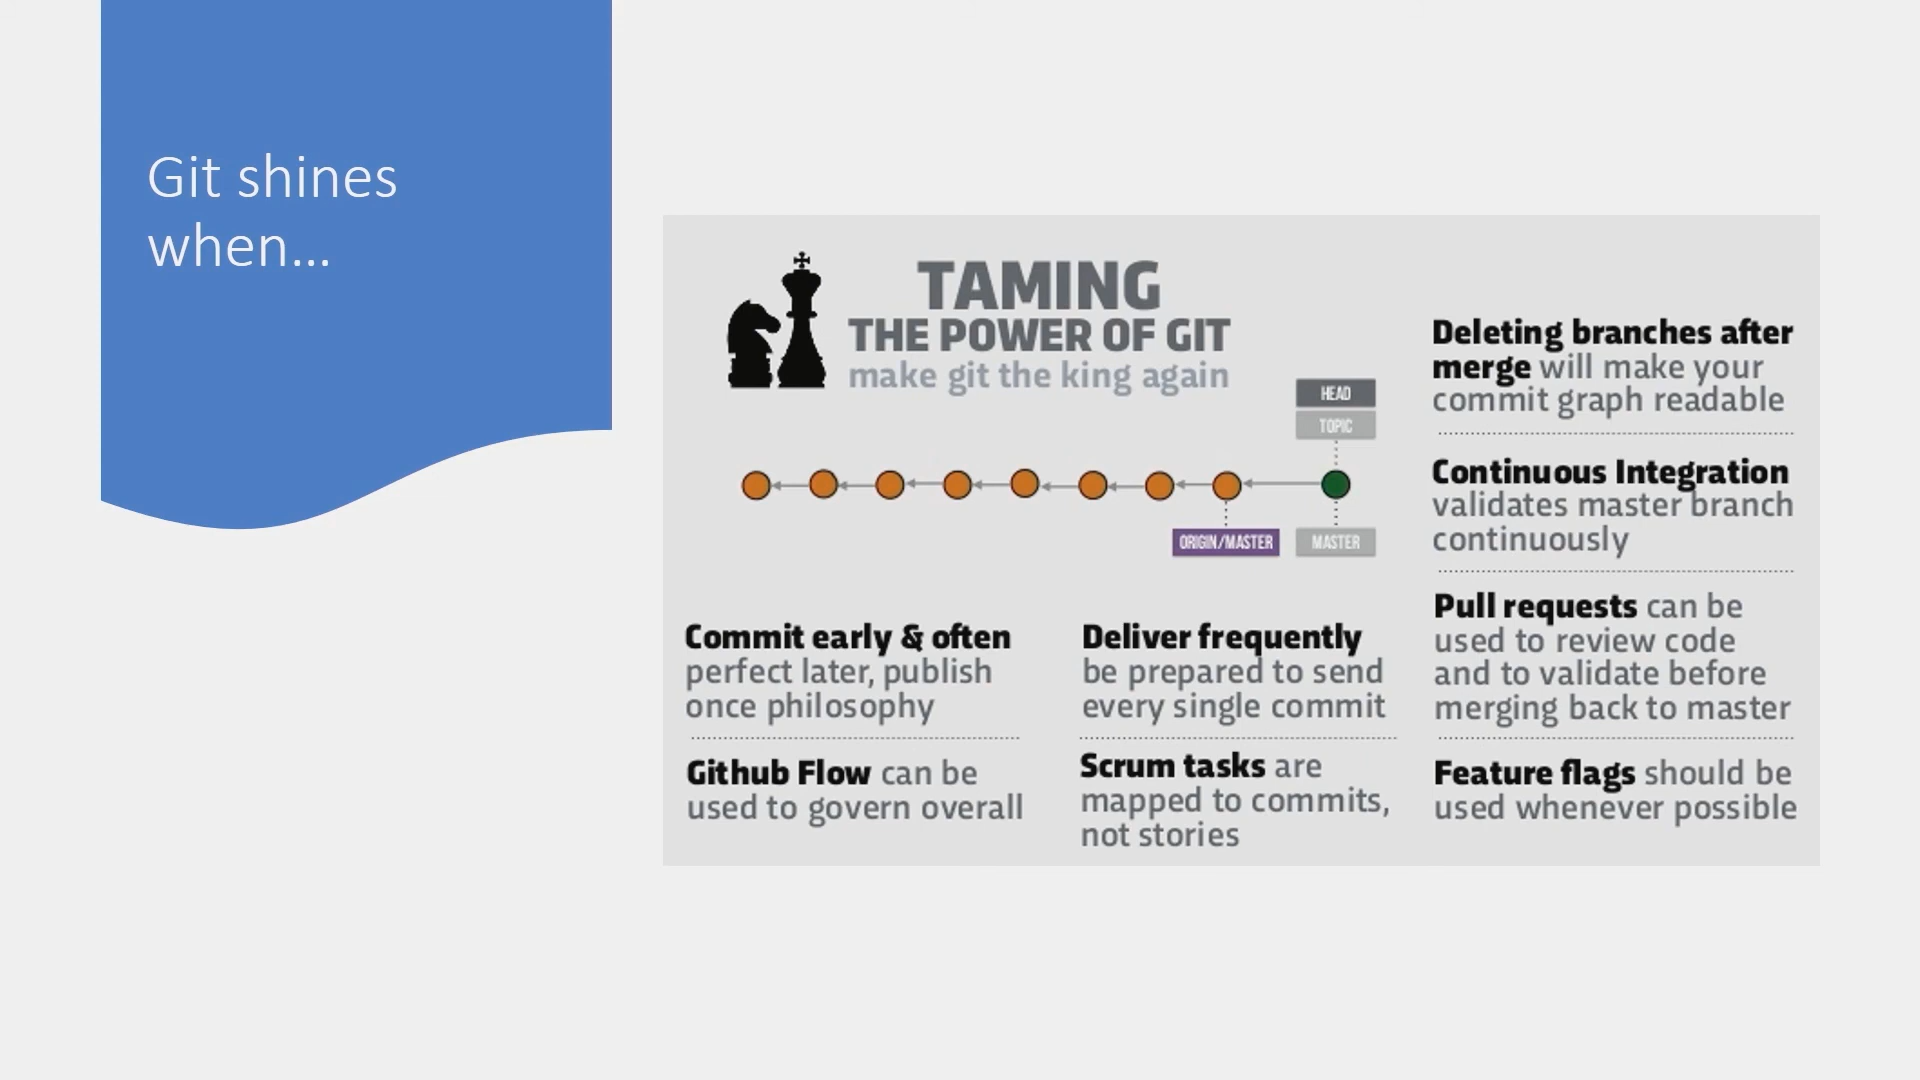 Git shines
when...
TAMING
THE POWER OF GIT
make git the king again
HEAD
TOPIC
ORIGIN/MASTER
MASTER
Commit early & often
perfect later, publish
once philosophy
Github Flow can be
used to govern overall
Deliver frequently
be prepared to send
every single commit
Scrum tasks are
mapped to commits,
not stories
Deleting branches after
merge will make your
commit graph readable
Continuous Integration
validates master branch
continuously
Pull requests can be
used to review code
and to validate before
merging back to master
Feature flags should be
used whenever possible